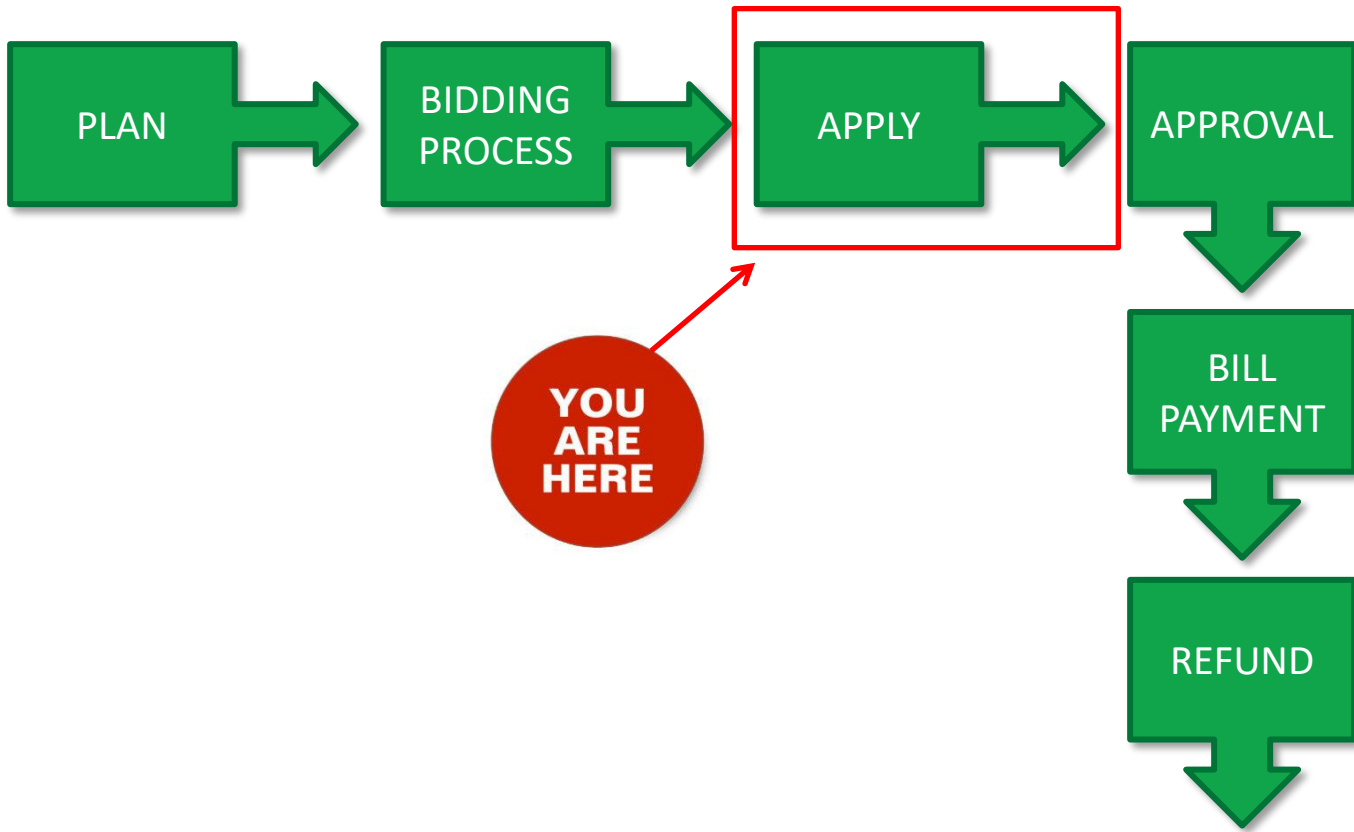 PLAN
BIDDING
PROCESS
APPLY
APPROVAL
YOU
ARE
HERE
BILL
PAYMENT
REFUND